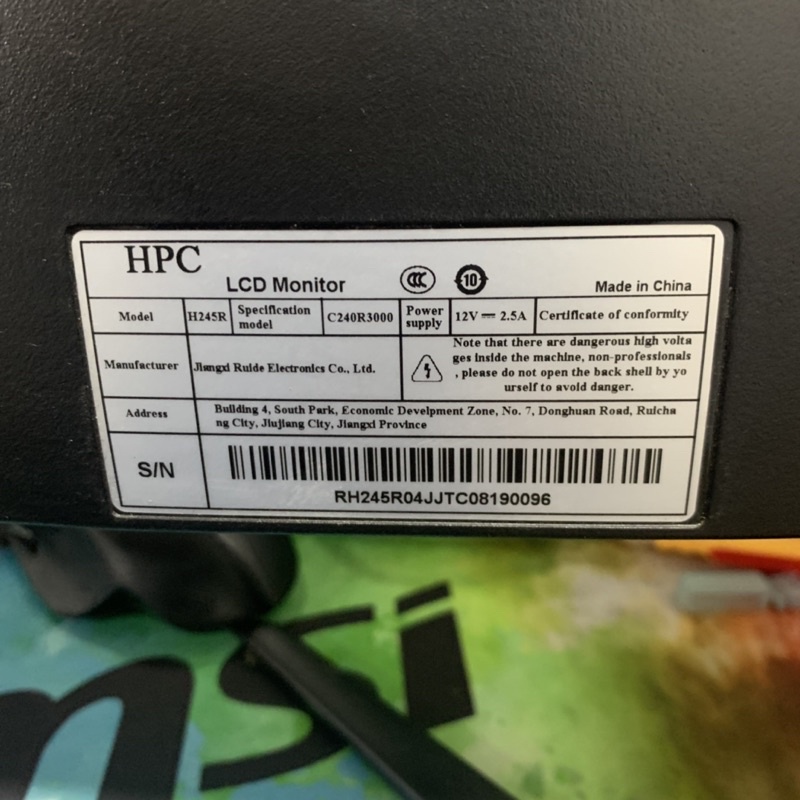 HPC
LCD Monitor
CCC
10
Made in China
Model
H245R
Specification
model
C240R3000
Power
supply
12V ⎓ 2.5A
Certificate of conformity
Manufacturer
Jiangxi Ruide Electronics Co., Ltd.
Note that there are dangerous high volta
ges inside the machine, non-professionals
, please do not open the back shell by yo
urself to avoid danger.
Address
Building 4, South Park, Economic Develpment Zone, No. 7, Donghuan Road, Ruicha
ng City, Jiujiang City, Jiangxi Province
S/N
RH245R04JJTC08190096
msi